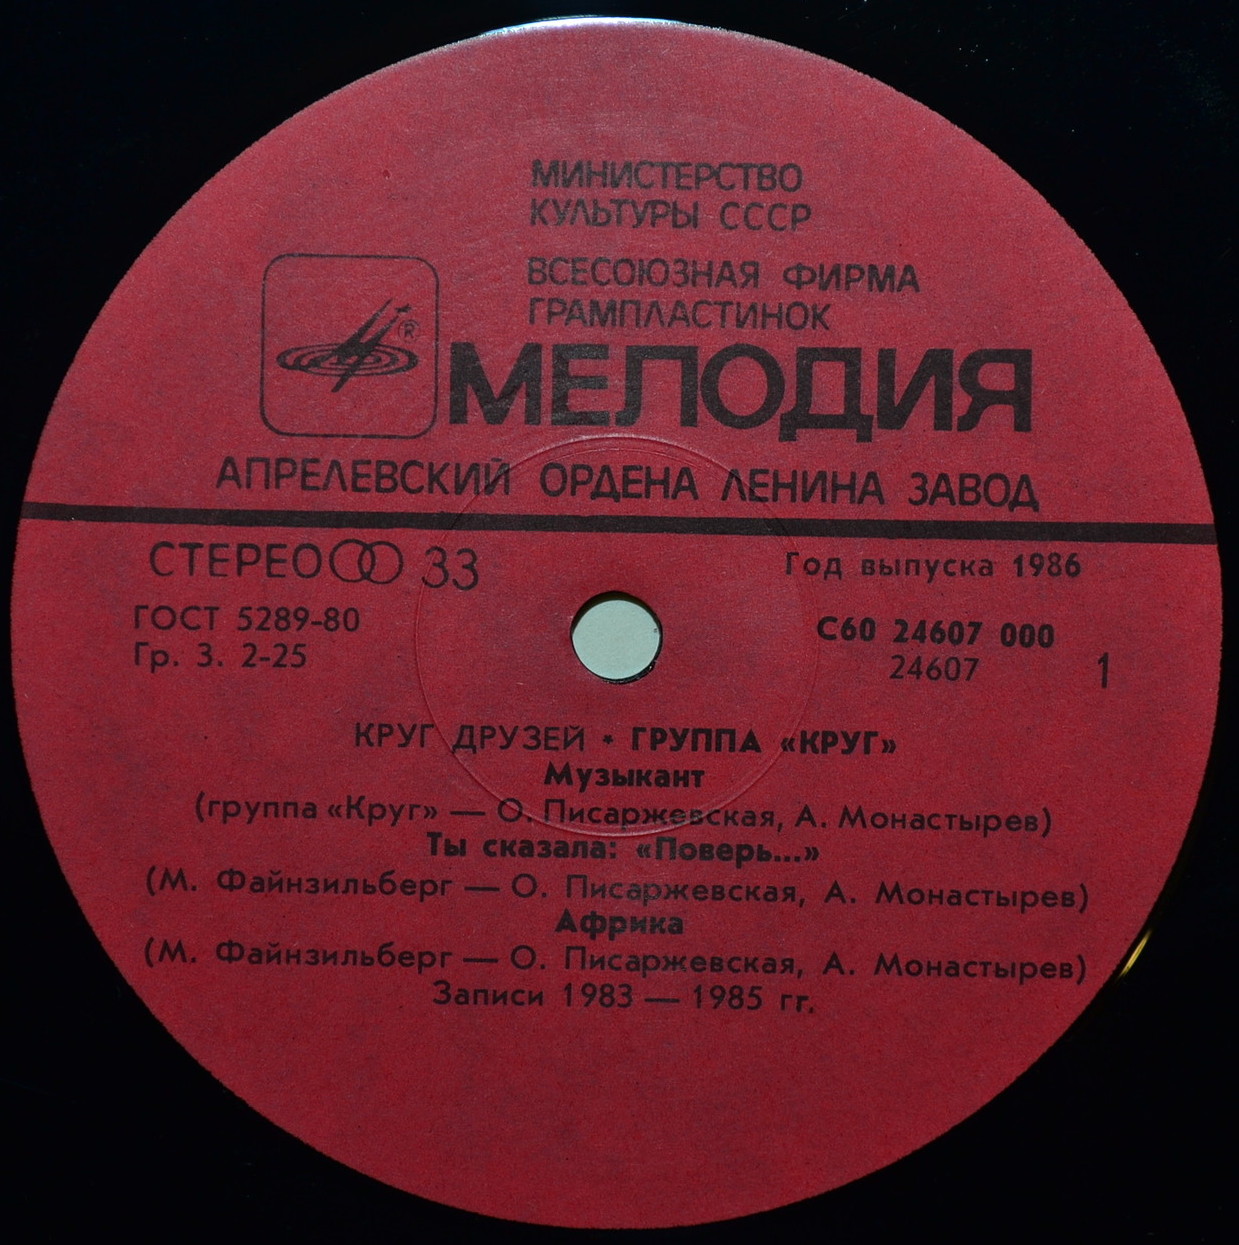 МИНИСТЕРСТВО
КУЛЬТУРЫ СССР
ВСЕСОЮЗНАЯ ФИРМА
ГРАМПЛАСТИНОК
®
МЕЛОДИЯ
АПРЕЛЕВСКИЙ ОРДЕНА ЛЕНИНА ЗАВОД
СТЕРЕО 33
Год выпуска 1986
ГОСТ 5289-80
С60 24607 000
Гр. 3. 2-25
24607
1
КРУГ ДРУЗЕЙ • ГРУППА «КРУГ»
Музыкант
(группа «Круг» — О. Писаржевская, А. Монастырев)
Ты сказала: «Поверь...»
(М. Файнзильберг — О. Писаржевская, А. Монастырев)
Африка
(М. Файнзильберг — О. Писаржевская, А. Монастырев)
Записи 1983 — 1985 гг.